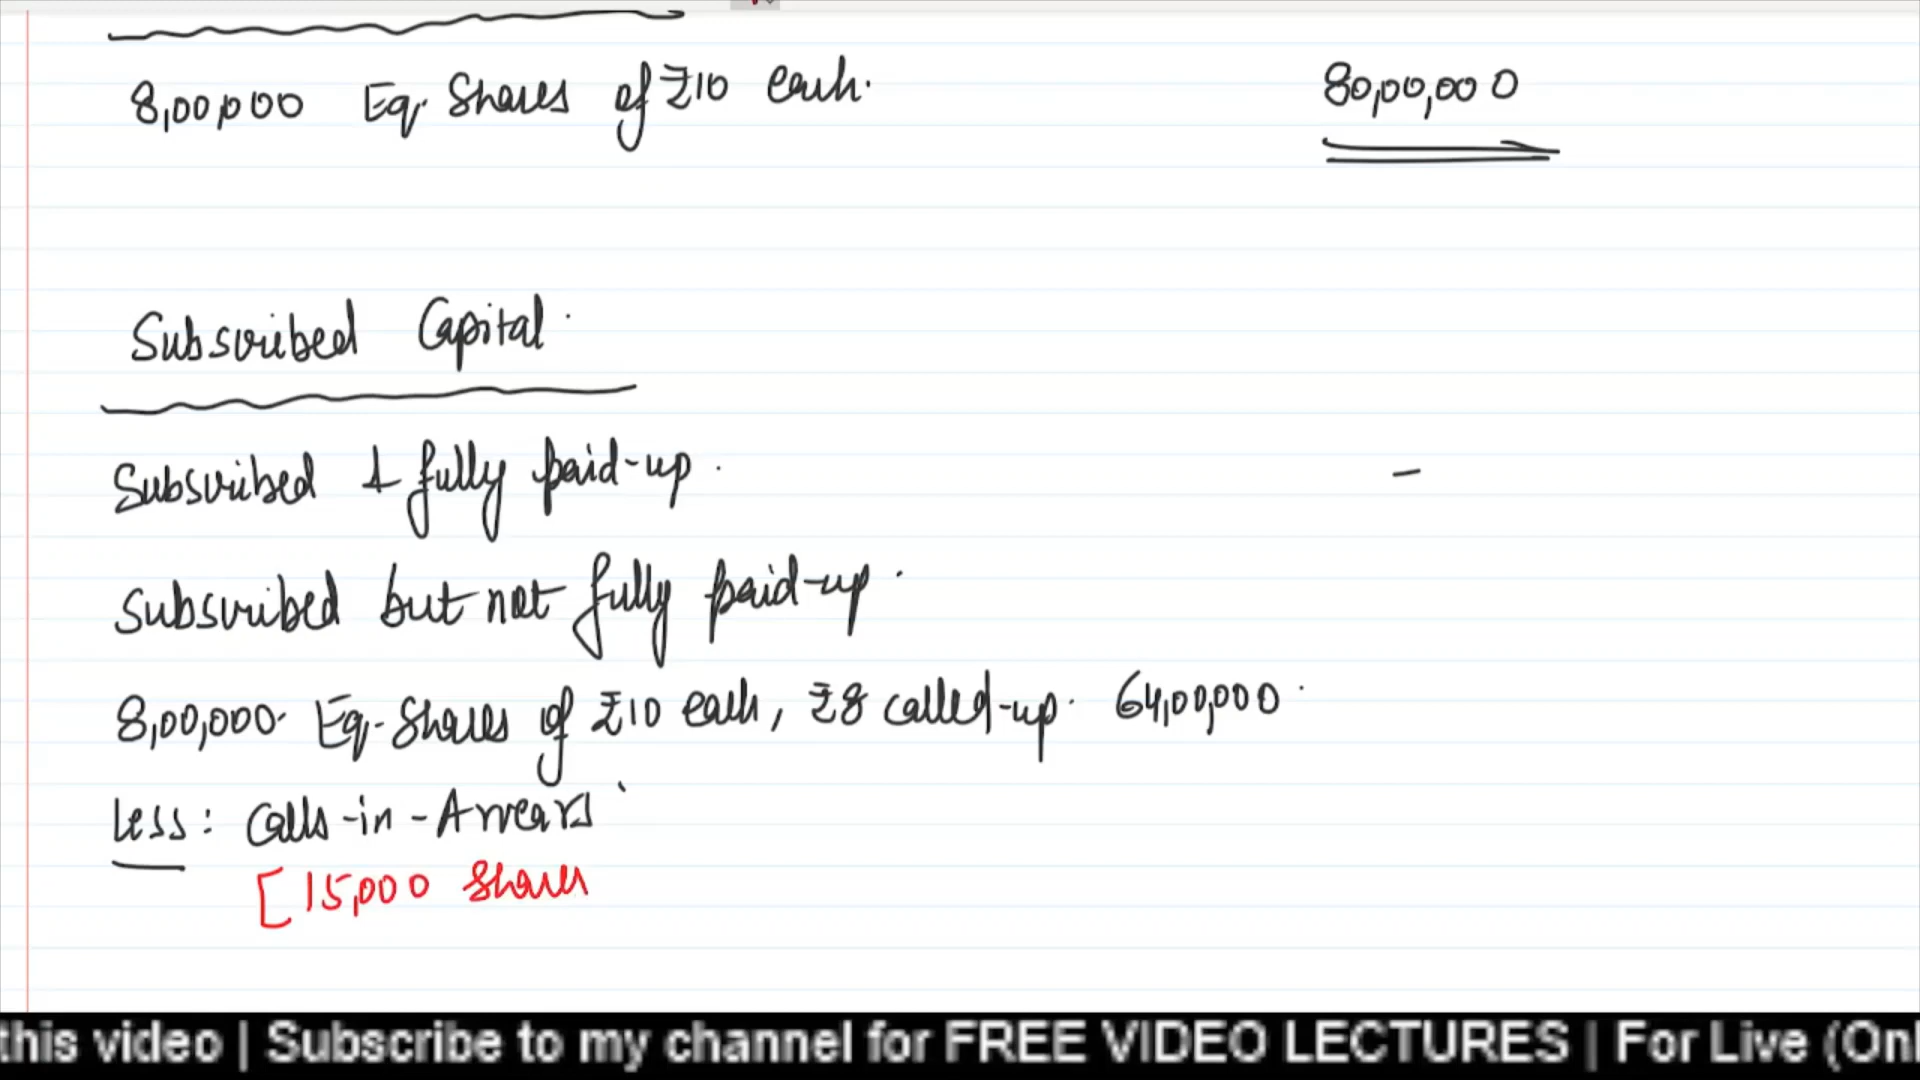 8,00,000 Eq. Shares of ₹10 each. 80,00,000
Subscribed Capital.
Subscribed & fully paid-up. –
Subscribed but not fully paid-up.
8,00,000 Eq. Shares of ₹10 each, ₹8 called-up. 64,00,000
Less: Calls-in-Arrears
[15,000 Shares
this video | Subscribe to my channel for FREE VIDEO LECTURES | For Live (Onl